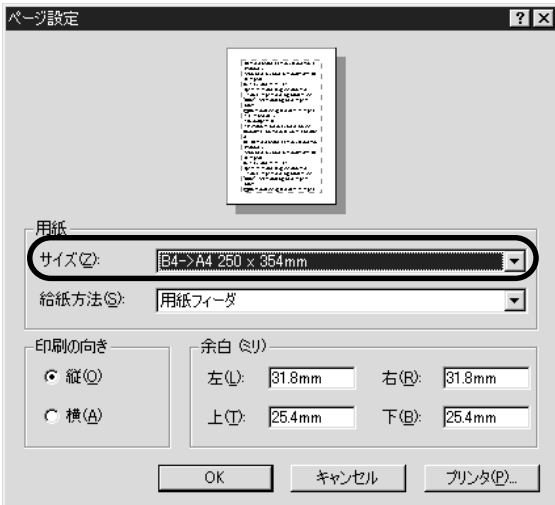 ページ設定
用紙
サイズ(Z): B4->A4 250 x 354mm
給紙方法(S): 用紙フィーダ
印刷の向き 余白 (ミリ)
縦(O) 左(L): 31.8mm 右(R): 31.8mm
横(A) 上(T): 25.4mm 下(B): 25.4mm
OK キャンセル プリンタ(P)...